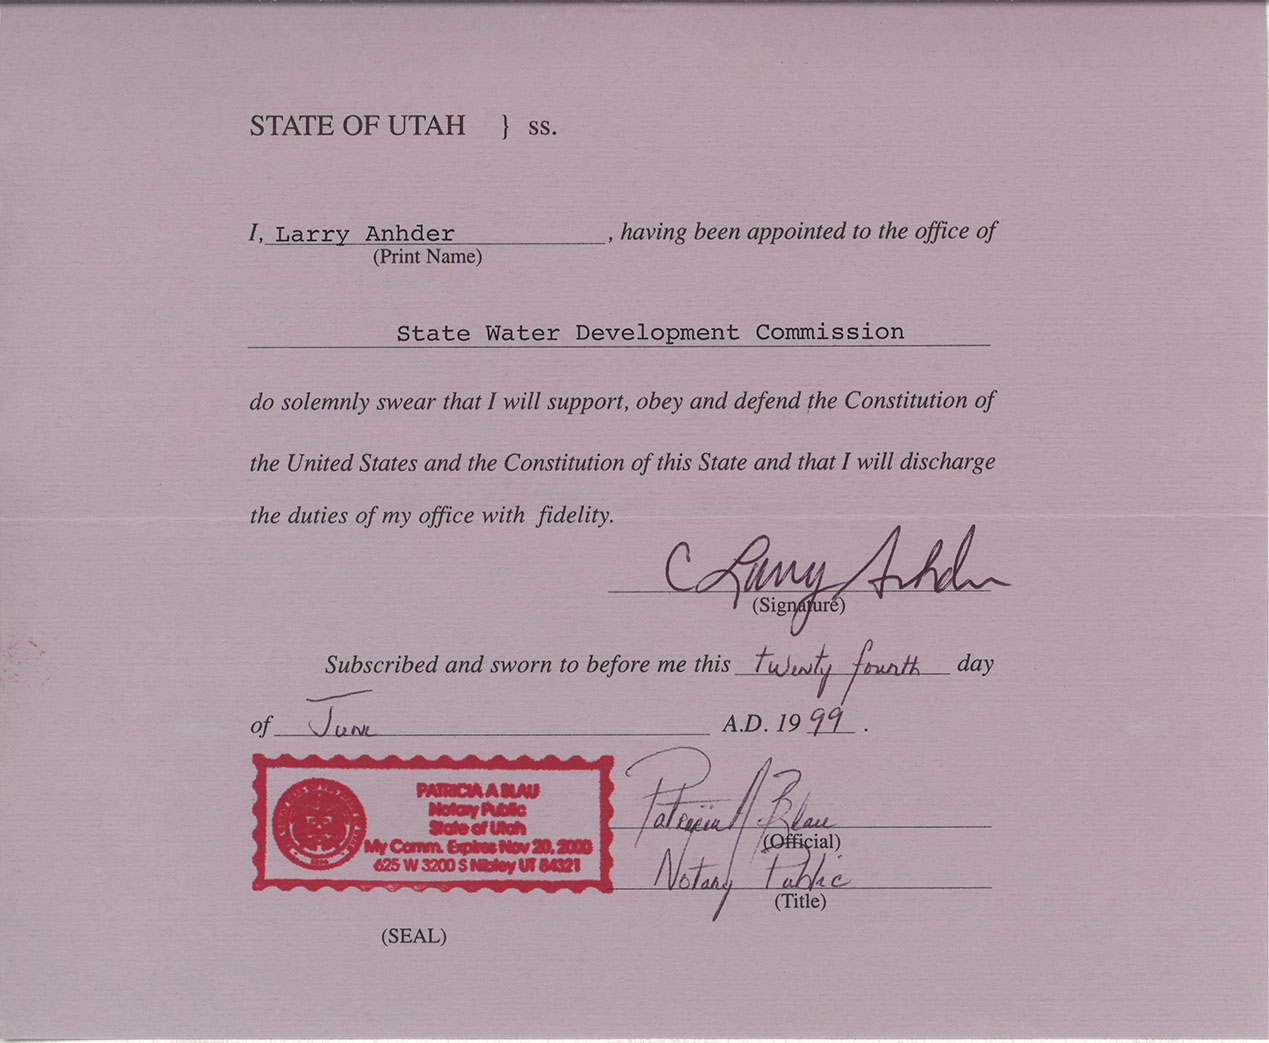 STATE OF UTAH } ss.
I, Larry Anhder , having been appointed to the office of
(Print Name)
State Water Development Commission
do solemnly swear that I will support, obey and defend the Constitution of
the United States and the Constitution of this State and that I will discharge
the duties of my office with fidelity.
C Larry Anhder
(Signature)
Subscribed and sworn to before me this twenty fourth day
of June A.D. 19 99 .
PATRICIA A BLAU
Notary Public
State of Utah
My Comm. Expires Nov 20, 2000
625 W 3200 S Nibley UT 84321
Patricia A. Blau
(Official)
Notary Public
(Title)
(SEAL)